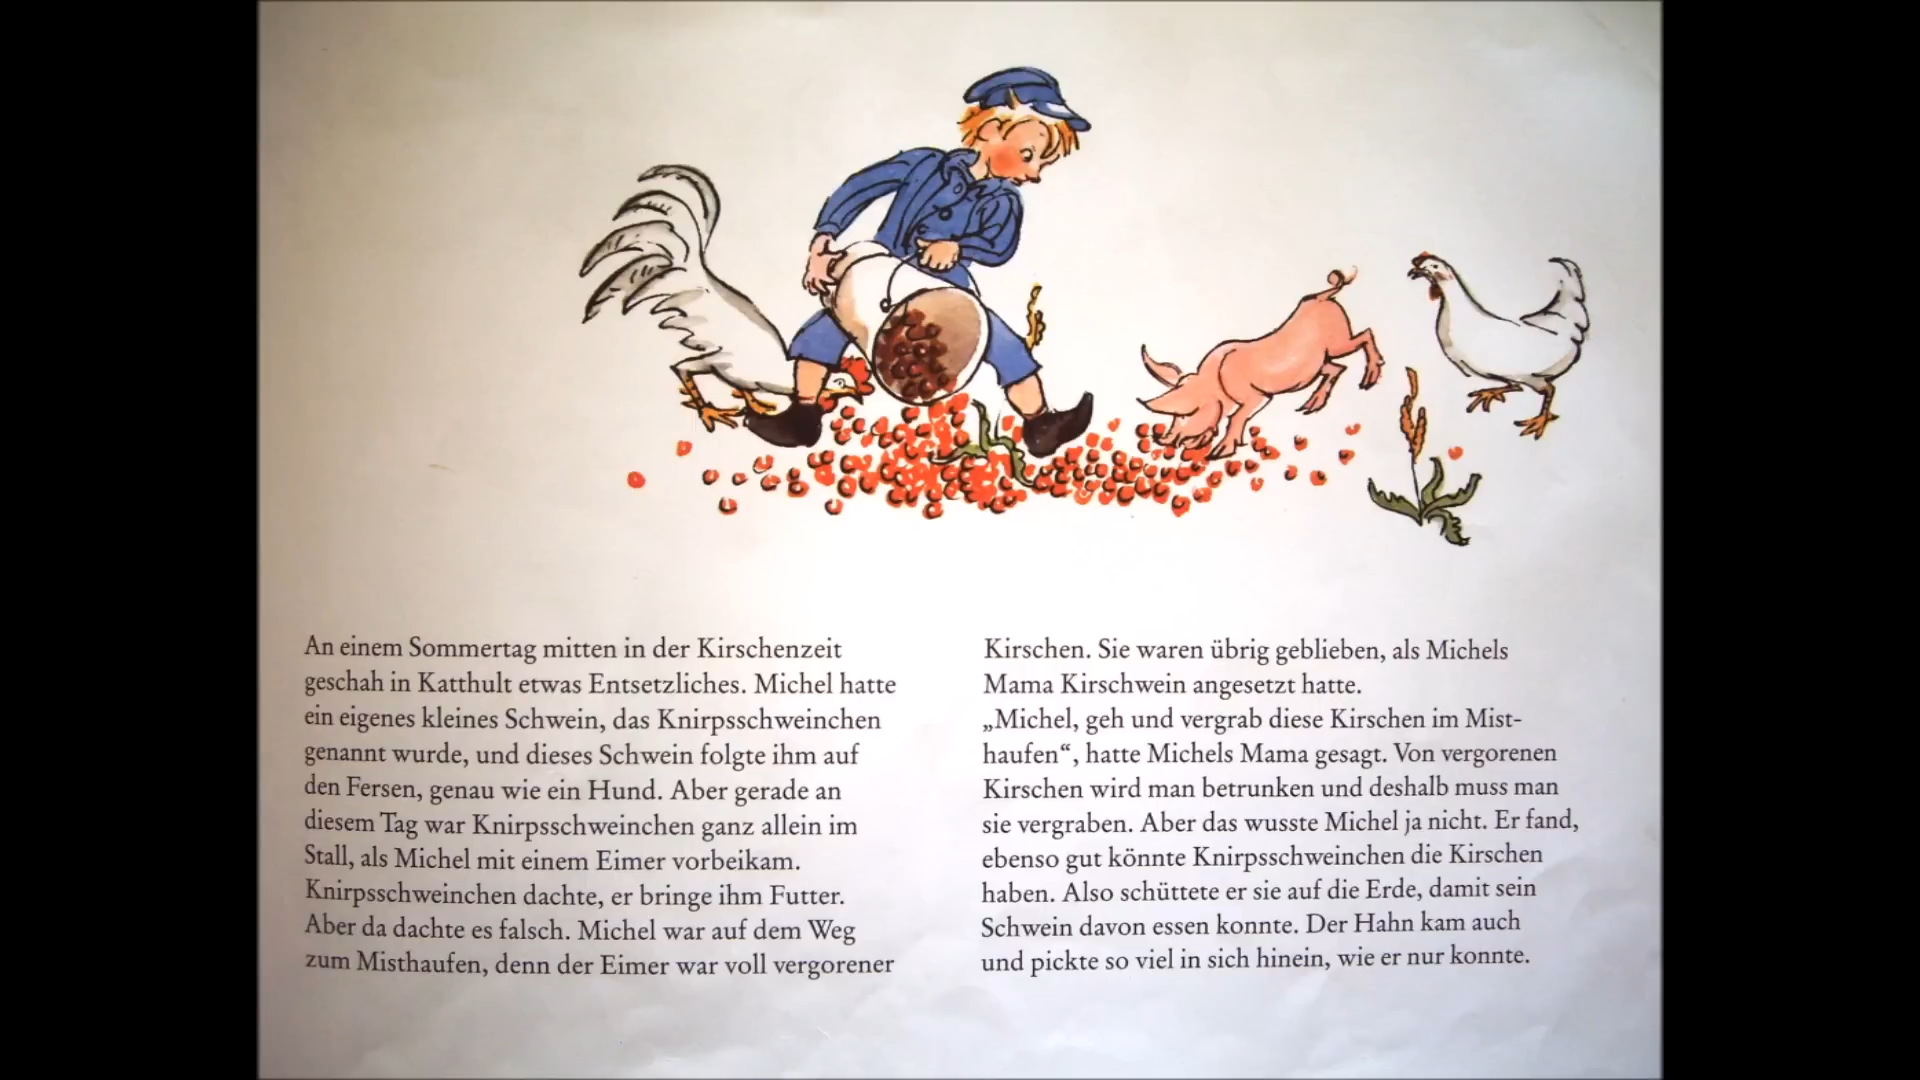 An einem Sommertag mitten in der Kirschenzeit
geschah in Katthult etwas Entsetzliches. Michel hatte
ein eigenes kleines Schwein, das Knirpsschweinchen
genannt wurde, und dieses Schwein folgte ihm auf
den Fersen, genau wie ein Hund. Aber gerade an
diesem Tag war Knirpsschweinchen ganz allein im
Stall, als Michel mit einem Eimer vorbeikam.
Knirpsschweinchen dachte, er bringe ihm Futter.
Aber da dachte es falsch. Michel war auf dem Weg
zum Misthaufen, denn der Eimer war voll vergorener
Kirschen. Sie waren übrig geblieben, als Michels
Mama Kirschwein angesetzt hatte.
„Michel, geh und vergrab diese Kirschen im Mist-
haufen“, hatte Michels Mama gesagt. Von vergorenen
Kirschen wird man betrunken und deshalb muss man
sie vergraben. Aber das wusste Michel ja nicht. Er fand,
ebenso gut könnte Knirpsschweinchen die Kirschen
haben. Also schüttete er sie auf die Erde, damit sein
Schwein davon essen konnte. Der Hahn kam auch
und pickte so viel in sich hinein, wie er nur konnte.